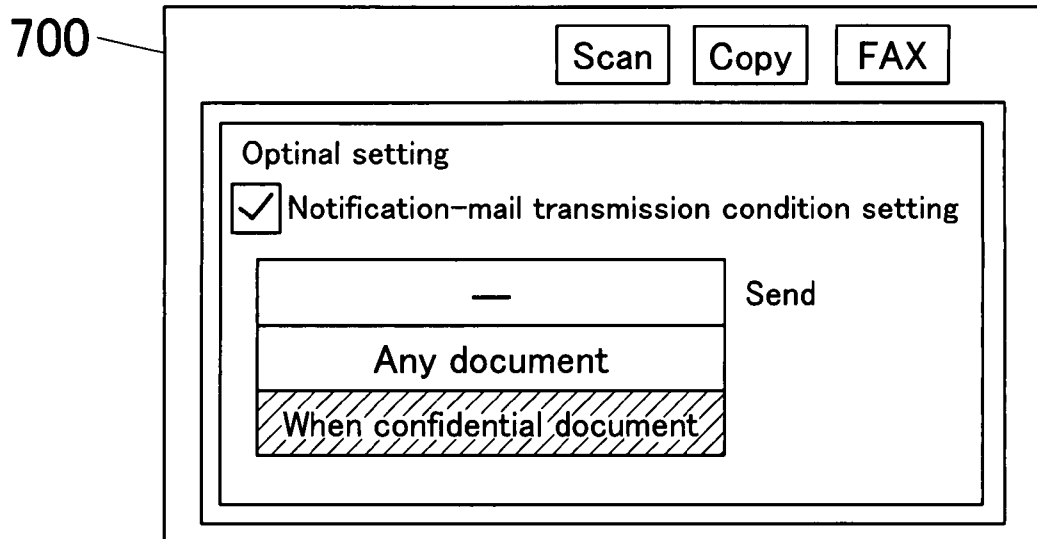 700
Scan Copy FAX
Optinal setting
Notification-mail transmission condition setting
— Send
Any document
When confidential document